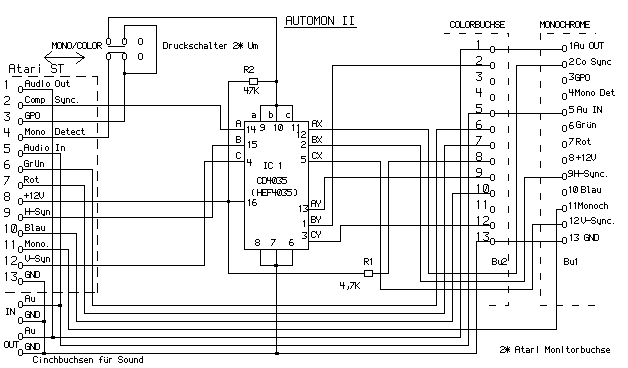 AUTOMON II
COLORBUCHSE
MONOCHROME
MONO/COLOR
Druckschalter 2* Um
Atari ST
1 Audio Out
2 Comp Sync.
3 GPO
4 Mono Detect
5 Audio In
6 Grün
7 Rot
8 +12V
9 H-Syn
10 Blau
11 Mono.
12 V-Syn
13 GND
IN
Au
GND
OUT
Au
GND
Cinchbuchsen für Sound
R2
47K
a b c
9 10 11
A 14
B 15
C 4
16
12 AX
2 BX
5 CX
IC 1
CD4035
(HEF4035)
13 AY
1 BY
3 CY
8 7 6
R1
4,7K
1
2
3
4
5
6
7
8
9
10
11
12
13
Bu2
1 Au OUT
2 Co Sync
3 GPO
4 Mono Det
5 Au IN
6 Grün
7 Rot
8 +12V
9 H-Sync.
10 Blau
11 Monoch
12 V-Sync.
13 GND
Bu1
2* Atari Monitorbuchse